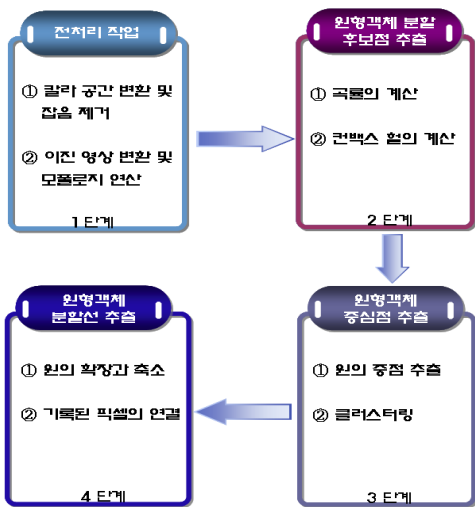 전처리 작업
① 칼라 공간 변환 및
잡음 제거
② 이진 영상 변환 및
모폴로지 연산
1 단계
원형객체 분할
후보점 추출
① 곡률의 계산
② 컨벡스 헐의 계산
2 단계
원형객체
중심점 추출
① 원의 중점 추출
② 클러스터링
3 단계
원형객체
분할선 추출
① 원의 확장과 축소
② 기록된 픽셀의 연결
4 단계